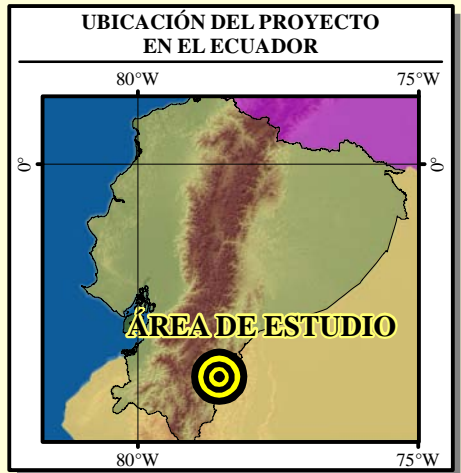 UBICACIÓN DEL PROYECTO
EN EL ECUADOR
80°W 75°W
0° 0°
ÁREA DE ESTUDIO
80°W 75°W